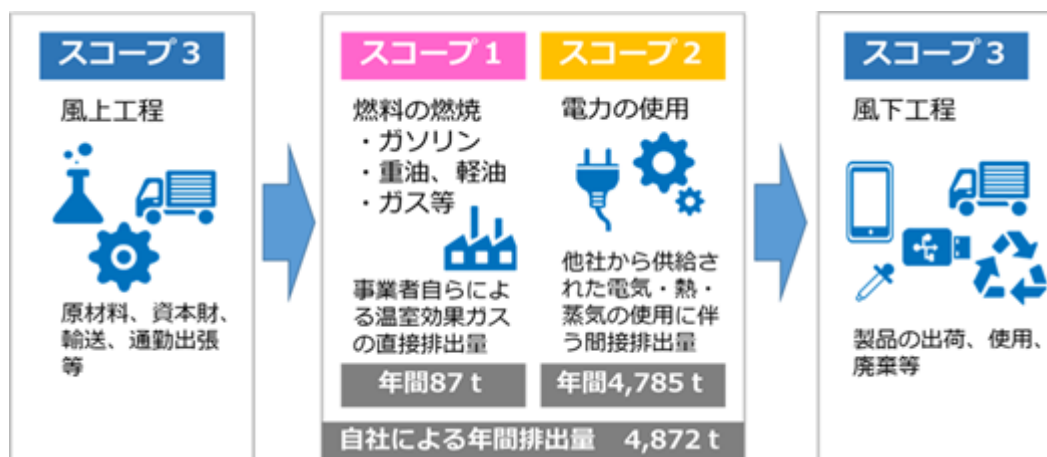 スコープ3
風上工程
原材料、資本財、
輸送、通勤出張
等
スコープ1
燃料の燃焼
・ガソリン
・重油、軽油
・ガス等
事業者自らによ
る温室効果ガス
の直接排出量
年間87 t
スコープ2
電力の使用
他社から供給さ
れた電気・熱・
蒸気の使用に伴
う間接排出量
年間4,785 t
自社による年間排出量 4,872 t
スコープ3
風下工程
製品の出荷、使用、
廃棄等